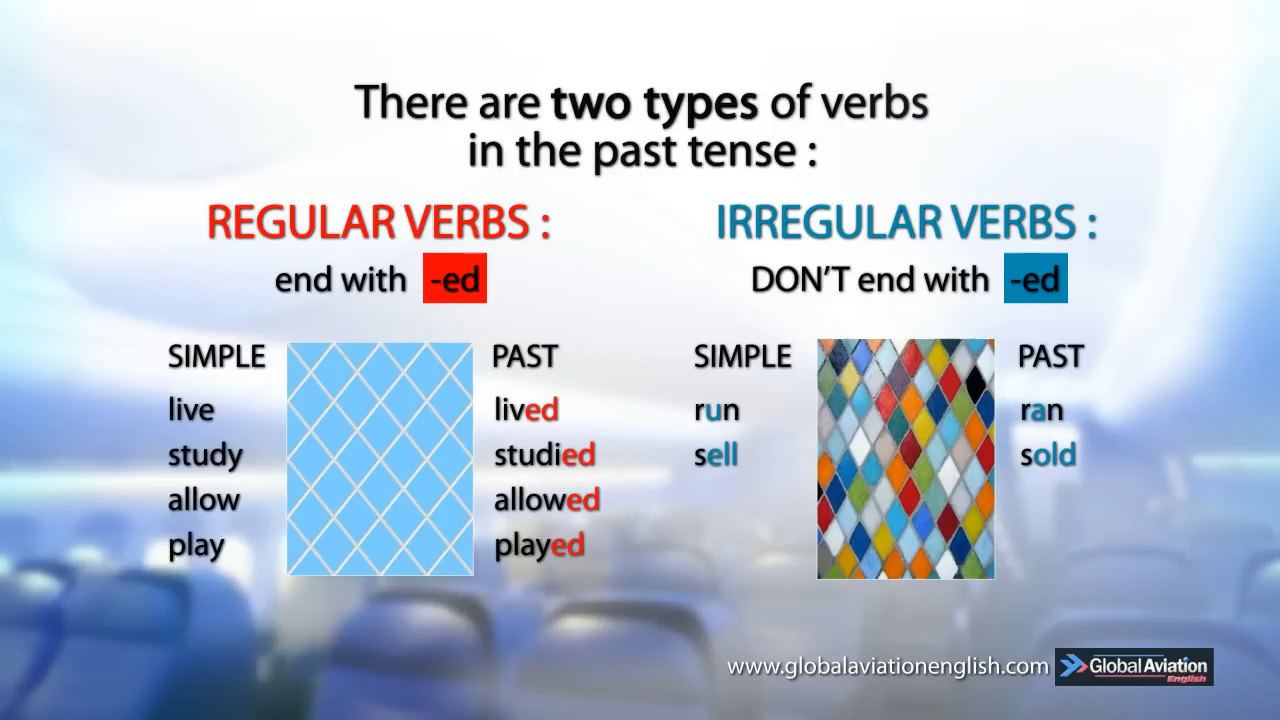 There are two types of verbs
in the past tense :
REGULAR VERBS :
end with -ed
SIMPLE PAST
live lived
study studied
allow allowed
play played
IRREGULAR VERBS :
DON'T end with -ed
SIMPLE PAST
run ran
sell sold
www.globalaviationenglish.com
Global Aviation
English